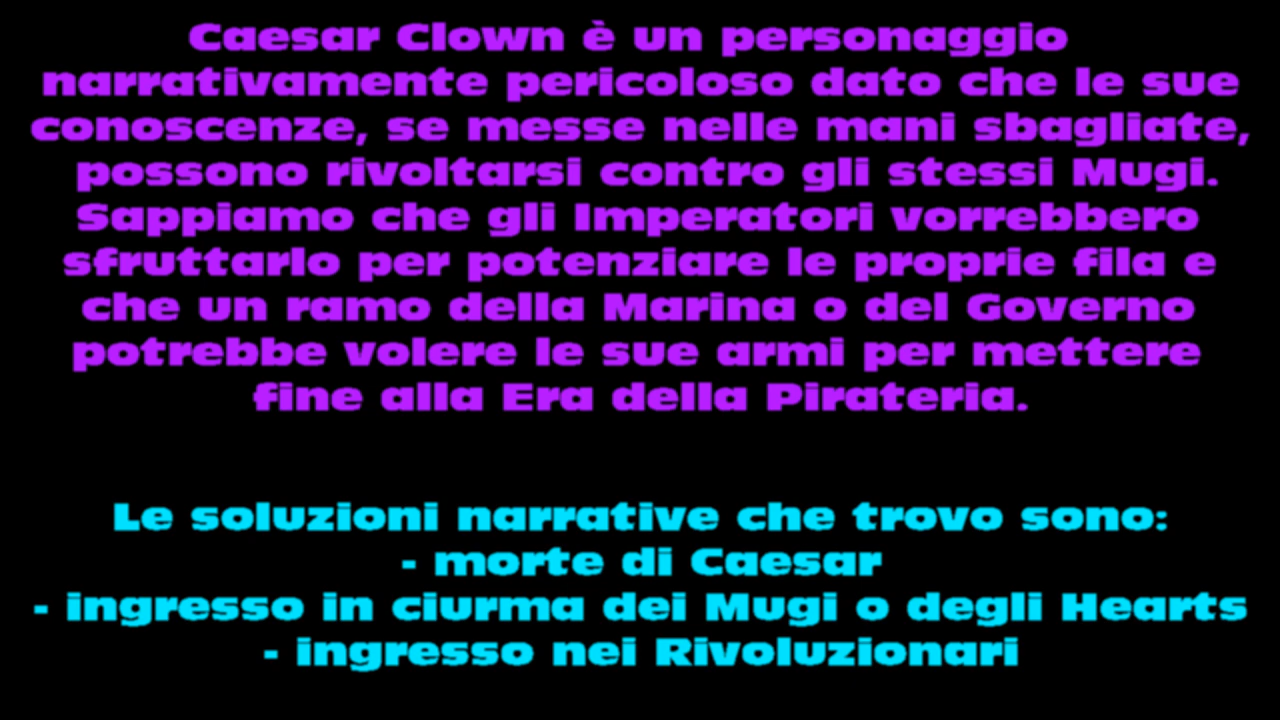 Caesar Clown è un personaggio
narrativamente pericoloso dato che le sue
conoscenze, se messe nelle mani sbagliate,
possono rivoltarsi contro gli stessi Mugi.
Sappiamo che gli Imperatori vorrebbero
sfruttarlo per potenziare le proprie fila e
che un ramo della Marina o del Governo
potrebbe volere le sue armi per mettere
fine alla Era della Pirateria.
Le soluzioni narrative che trovo sono:
- morte di Caesar
- ingresso in ciurma dei Mugi o degli Hearts
- ingresso nei Rivoluzionari